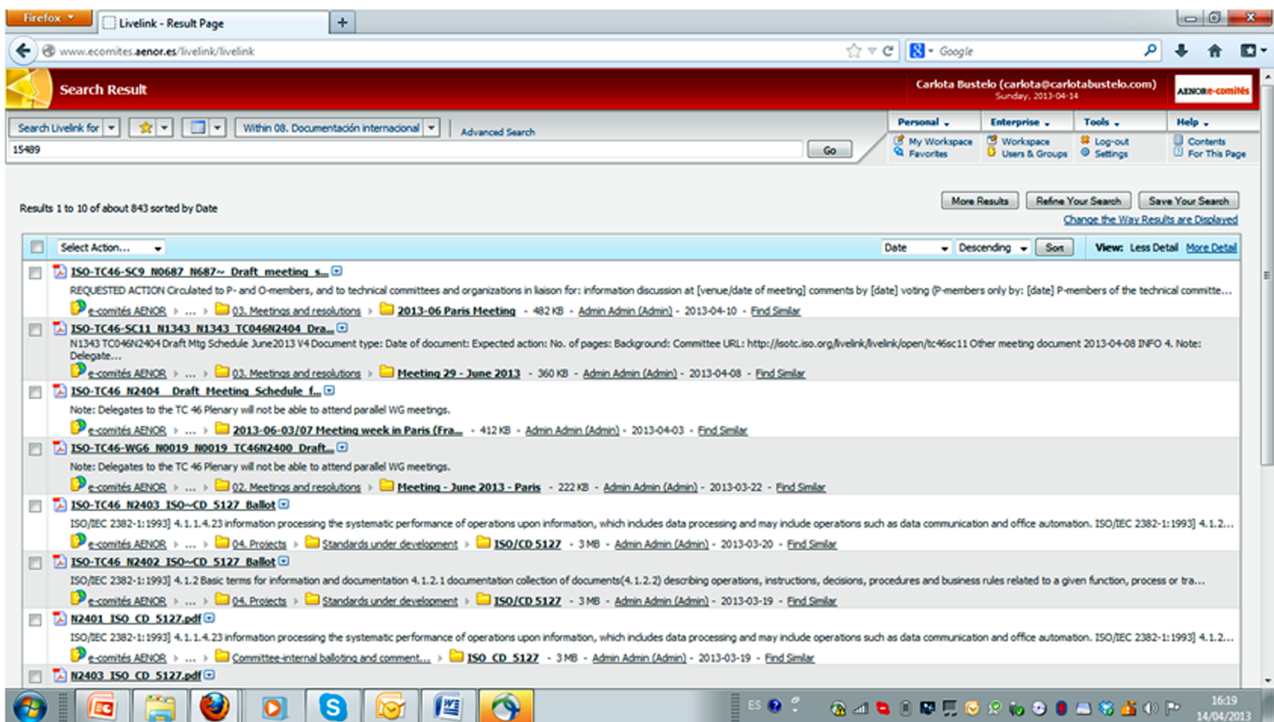 Firefox
Livelink - Result Page
www.ecomites.aenor.es/livelink/livelink
Google
Search Result
Carlota Bustelo (carlota@carlotabustelo.com)
Sunday, 2013-04-14
AENORe-comités
Search Livelink for
Within 08. Documentación internacional
Advanced Search
15489
Go
Personal
Enterprise
Tools
Help
My Workspace
Workspace
Log-out
Contents
Favorites
Users & Groups
Settings
For This Page
Results 1 to 10 of about 843 sorted by Date
More Results
Refine Your Search
Save Your Search
Change the Way Results are Displayed
Select Action...
Date
Descending
Sort
View: Less Detail More Detail
ISO-TC46-SC9_N0687_N687~_Draft_meeting_s...
REQUESTED ACTION Circulated to P- and O-members, and to technical committees and organizations in liaison for: information discussion at [venue/date of meeting] comments by [date] voting (P-members only by: [date] P-members of the technical committe...
e-comités AENOR > ... > 03. Meetings and resolutions > 2013-06 Paris Meeting - 482 KB - Admin Admin (Admin) - 2013-04-10 - Find Similar
ISO-TC46-SC11_N1343_N1343_TC046N2404_Dra...
N1343 TC046N2404 Draft Mtg Schedule June2013 V4 Document type: Date of document: Expected action: No. of pages: Background: Committee URL: http://isotc.iso.org/livelink/livelink/open/tc46sc11 Other meeting document 2013-04-08 INFO 4. Note:
Delegate...
e-comités AENOR > ... > 03. Meetings and resolutions > Meeting 29 - June 2013 - 360 KB - Admin Admin (Admin) - 2013-04-08 - Find Similar
ISO-TC46_N2404__Draft_Meeting_Schedule_f...
Note: Delegates to the TC 46 Plenary will not be able to attend parallel WG meetings.
e-comités AENOR > ... > 2013-06-03/07 Meeting week in Paris (Fra... - 412 KB - Admin Admin (Admin) - 2013-04-03 - Find Similar
ISO-TC46-WG6_N0019_N0019_TC46N2400_Draft...
Note: Delegates to the TC 46 Plenary will not be able to attend parallel WG meetings.
e-comités AENOR > ... > 02. Meetings and resolutions > Meeting - June 2013 - Paris - 222 KB - Admin Admin (Admin) - 2013-03-22 - Find Similar
ISO-TC46_N2403_ISO~CD_5127_Ballot
ISO/IEC 2382-1:1993] 4.1.1.4.23 information processing the systematic performance of operations upon information, which includes data processing and may include operations such as data communication and office automation. ISO/IEC 2382-1:1993] 4.1.2...
e-comités AENOR > ... > 04. Projects > Standards under development > ISO/CD 5127 - 3 MB - Admin Admin (Admin) - 2013-03-20 - Find Similar
ISO-TC46_N2402_ISO~CD_5127_Ballot
ISO/IEC 2382-1:1993] 4.1.2 Basic terms for information and documentation 4.1.2.1 documentation collection of documents(4.1.2.2) describing operations, instructions, decisions, procedures and business rules related to a given function, process or tra...
e-comités AENOR > ... > 04. Projects > Standards under development > ISO/CD 5127 - 3 MB - Admin Admin (Admin) - 2013-03-19 - Find Similar
N2401_ISO_CD_5127.pdf
ISO/IEC 2382-1:1993] 4.1.1.4.23 information processing the systematic performance of operations upon information, which includes data processing and may include operations such as data communication and office automation. ISO/IEC 2382-1:1993] 4.1.2...
e-comités AENOR > ... > Committee-internal balloting and comment... > ISO_CD_5127 - 3 MB - Admin Admin (Admin) - 2013-03-19 - Find Similar
N2403_ISO_CD_5127.pdf
ES
16:19
14/04/2013